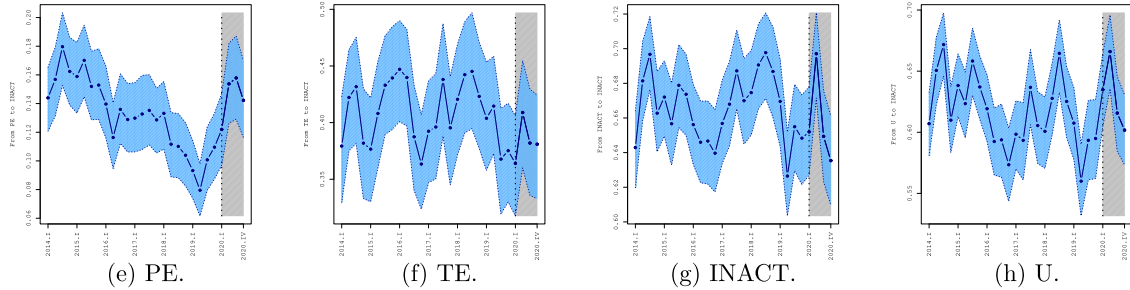 From PE to INACT
0.06 0.08 0.10 0.12 0.14 0.16 0.18 0.20
2014.I 2015.I 2016.I 2017.I 2018.I 2019.I 2020.I 2020.IV
(e) PE.
From TE to INACT
0.35 0.40 0.45 0.50
2014.I 2015.I 2016.I 2017.I 2018.I 2019.I 2020.I 2020.IV
(f) TE.
From INACT to INACT
0.60 0.62 0.64 0.66 0.68 0.70 0.72
2014.I 2015.I 2016.I 2017.I 2018.I 2019.I 2020.I 2020.IV
(g) INACT.
From U to INACT
0.55 0.60 0.65 0.70
2014.I 2015.I 2016.I 2017.I 2018.I 2019.I 2020.I 2020.IV
(h) U.